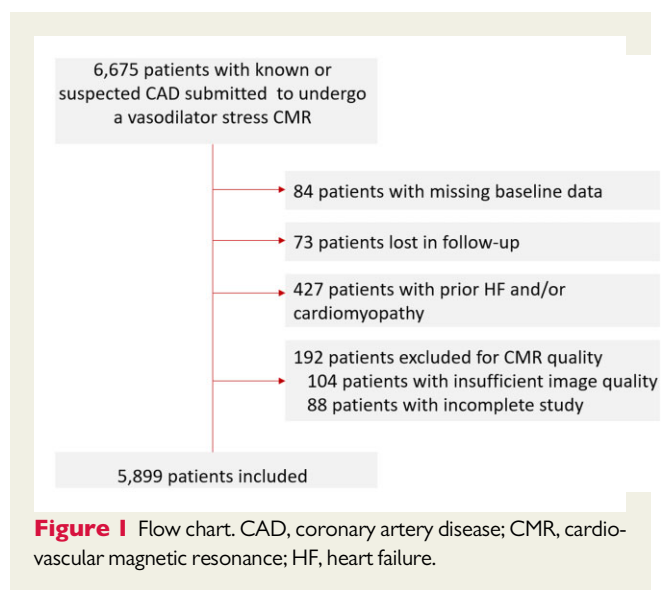 6,675 patients with known or
suspected CAD submitted to undergo
a vasodilator stress CMR
84 patients with missing baseline data
73 patients lost in follow-up
427 patients with prior HF and/or
cardiomyopathy
192 patients excluded for CMR quality
104 patients with insufficient image quality
88 patients with incomplete study
5,899 patients included
Figure 1 Flow chart. CAD, coronary artery disease; CMR, cardio-
vascular magnetic resonance; HF, heart failure.